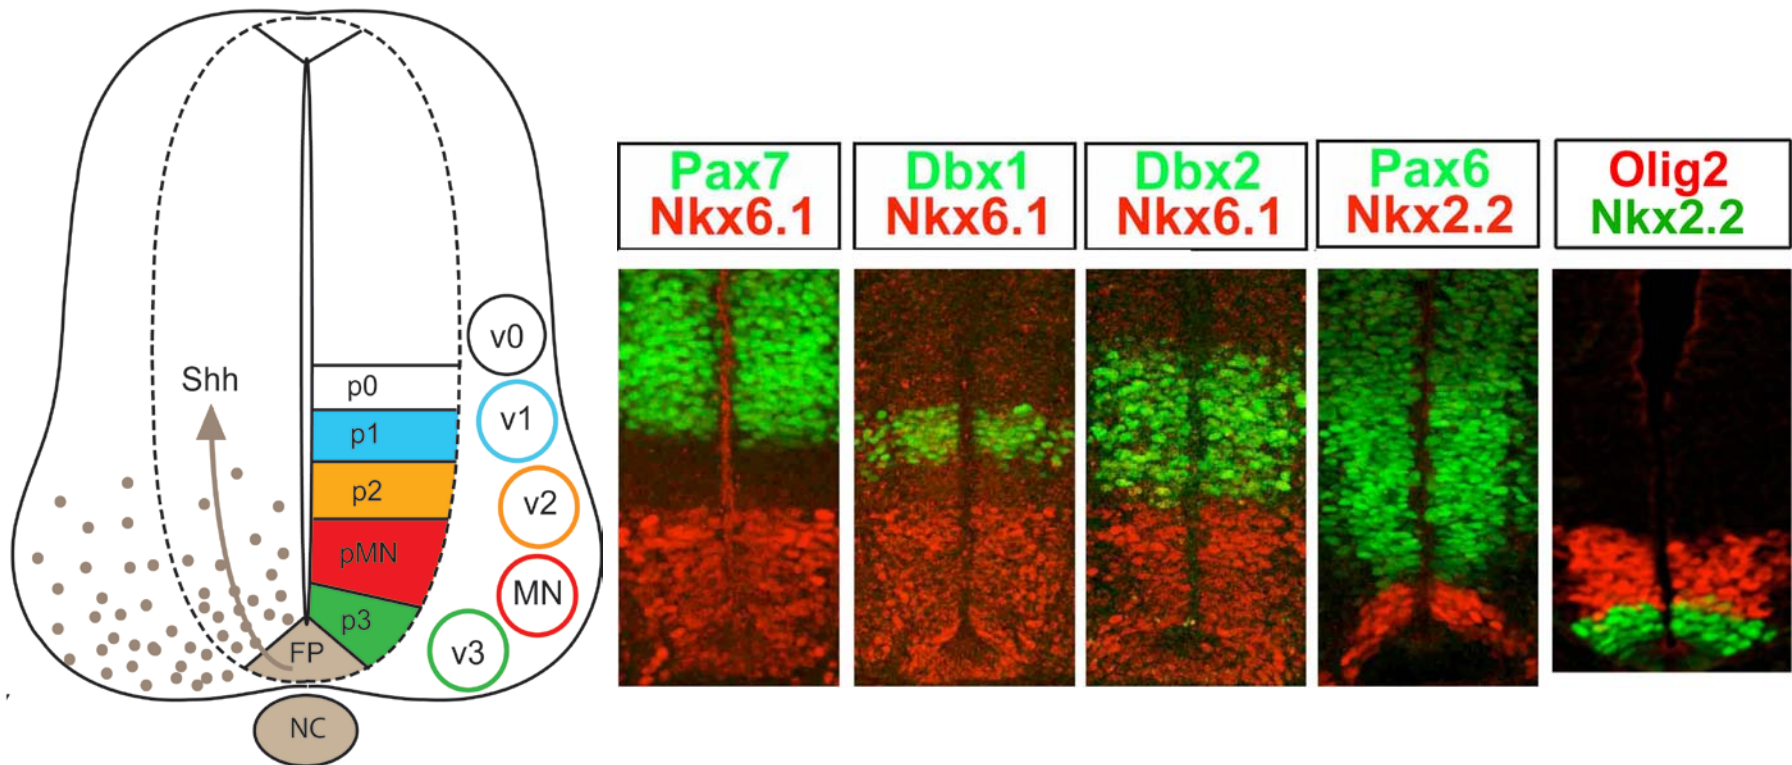 Shh
p0
p1
p2
pMN
p3
FP
NC
v0
v1
v2
MN
v3
Pax7
Nkx6.1
Dbx1
Nkx6.1
Dbx2
Nkx6.1
Pax6
Nkx2.2
Olig2
Nkx2.2